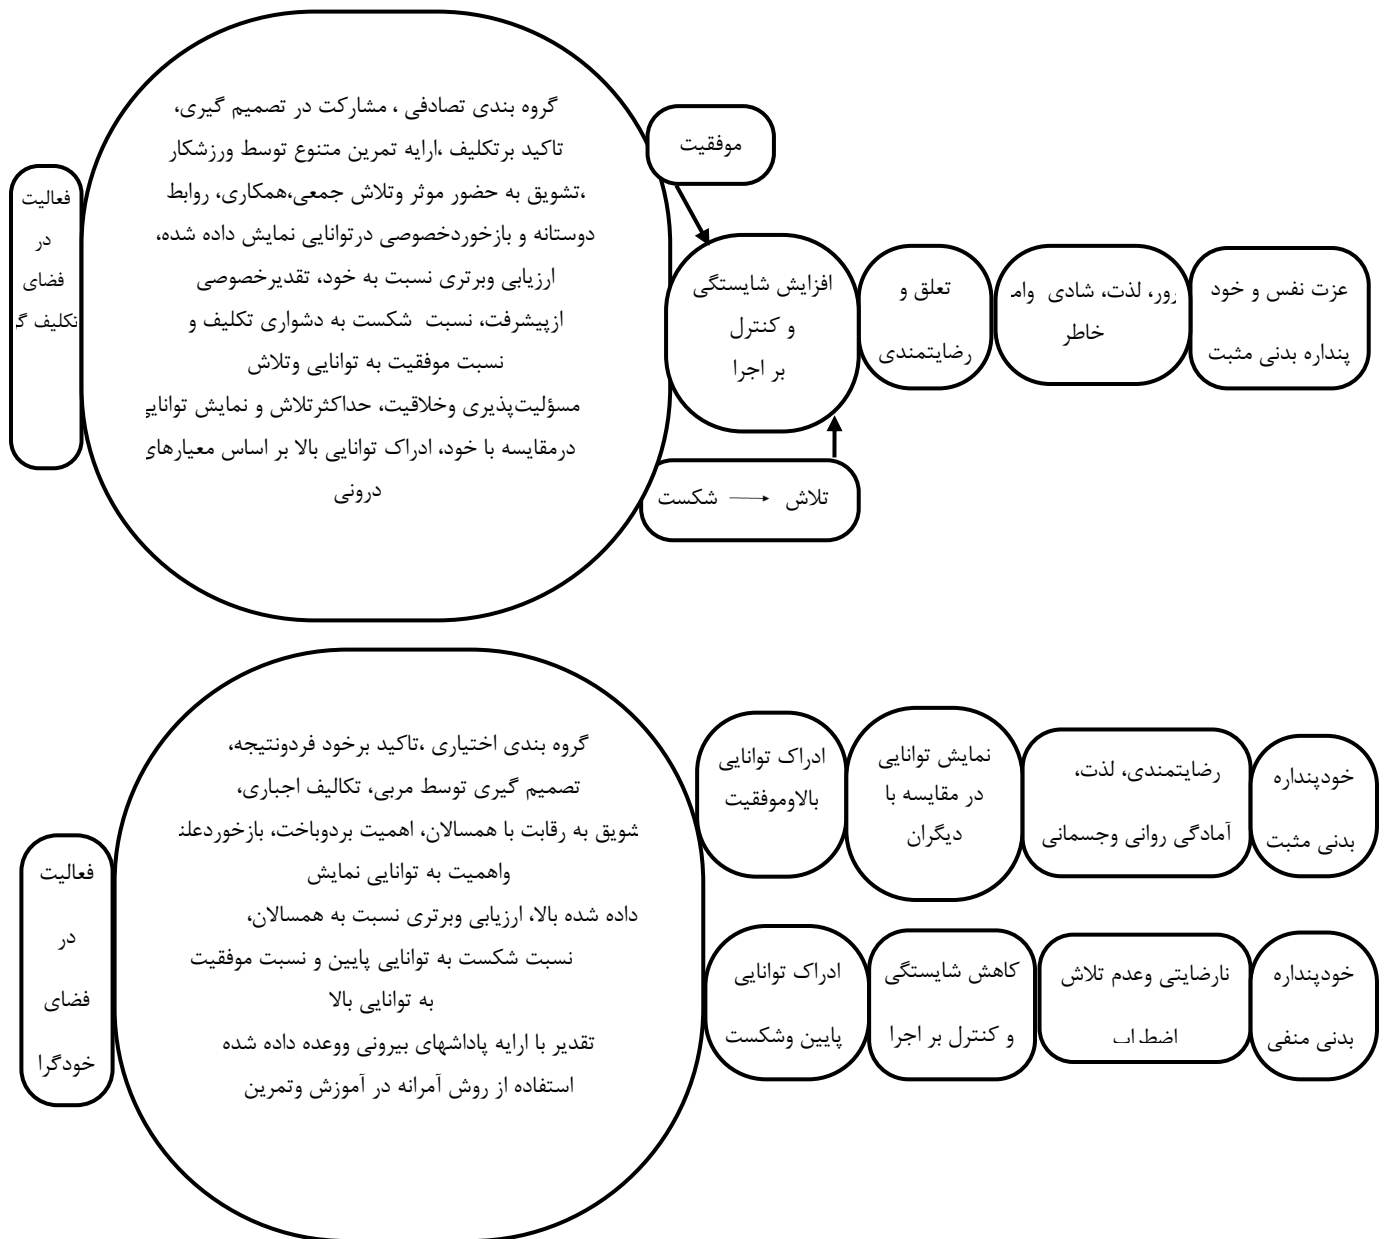 فعالیت
در
فضای
گروه بندی تصادفی ، مشارکت در تصمیم گیری،
تاکید برتکلیف ،ارایه تمرین متنوع توسط ورزشکار
،تشویق به حضور موثر وتلاش جمعی،همکاری، روابط
دوستانه و بازخوردخصوصی درتوانایی نمایش داده شده،
ارزیابی وبرتری نسبت به خود، تقدیرخصوصی
ازپیشرفت، نسبت شکست به دشواری تکلیف و
نسبت موفقیت به توانایی وتلاش
مسؤلیت‌پذیری وخلاقیت، حداکثرتلاش و نمایش توانایی
درمقایسه با خود، ادراک توانایی بالا بر اساس معیارهای
درونی
موفقیت
افزایش شایستگی
و کنترل
بر اجرا
شکست → تلاش
تعلق و
رضایتمندی
لذت، شادی
خاطر
عزت نفس و خود
پنداره بدنی مثبت
فعالیت
در
فضای
خودگرا
گروه بندی اختیاری ،تاکید برخود فردونتیجه،
تصمیم گیری توسط مربی، تکالیف اجباری،
به رقابت با همسالان، اهمیت بردوباخت،
واهمیت به توانایی نمایش
داده شده بالا، ارزیابی وبرتری نسبت به همسالان،
نسبت شکست به توانایی پایین و نسبت موفقیت
به توانایی بالا
تقدیر با ارایه پاداشهای بیرونی ووعده داده شده
استفاده از روش آمرانه در آموزش وتمرین
ادراک توانایی
بالاوموفقیت
نمایش توانایی
در مقایسه با
دیگران
رضایتمندی، لذت،
آمادگی روانی وجسمانی
خودپنداره
بدنی مثبت
ادراک توانایی
پایین وشکست
کاهش شایستگی
و کنترل بر اجرا
نارضایتی وعدم تلاش
اضطراب
خودپنداره
بدنی منفی